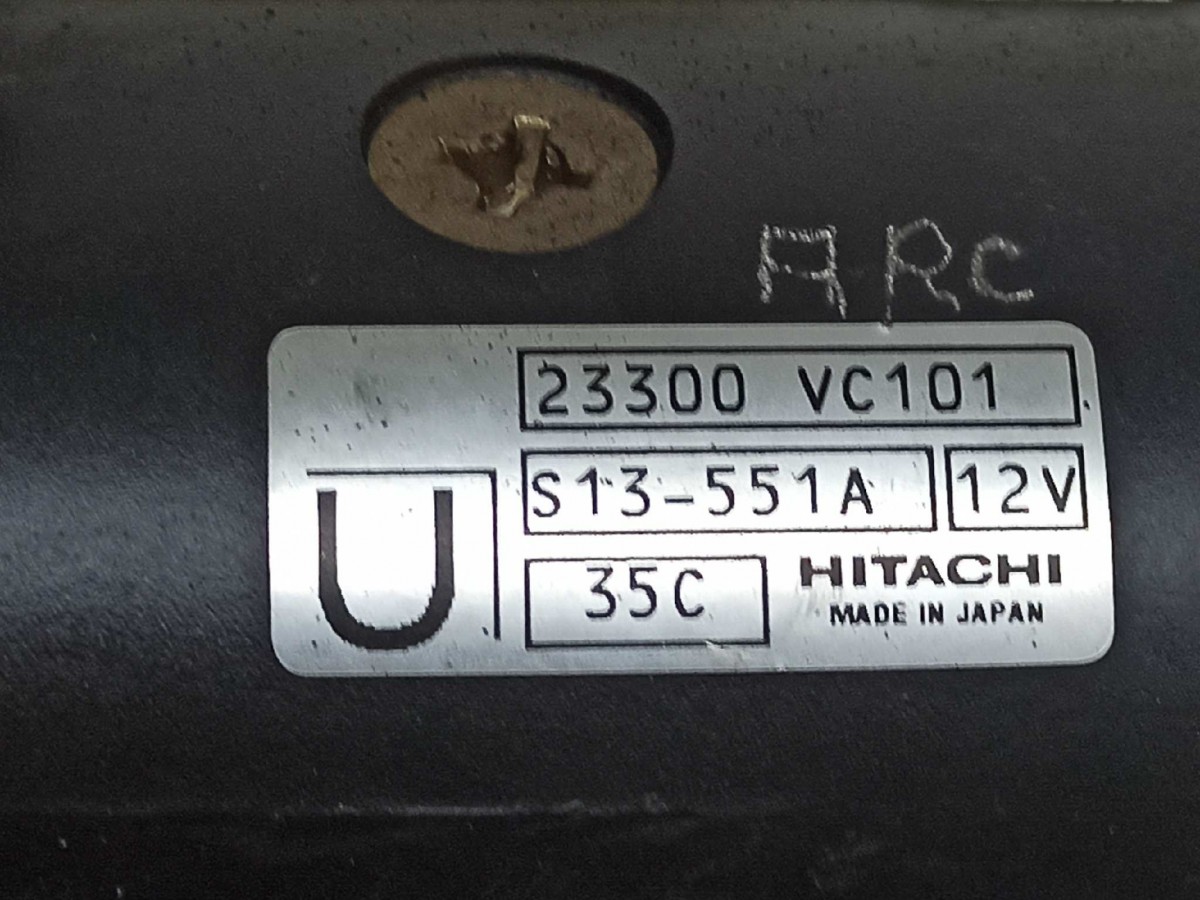 ARC
23300 VC101
S13-551A 12V
U
35C HITACHI
MADE IN JAPAN